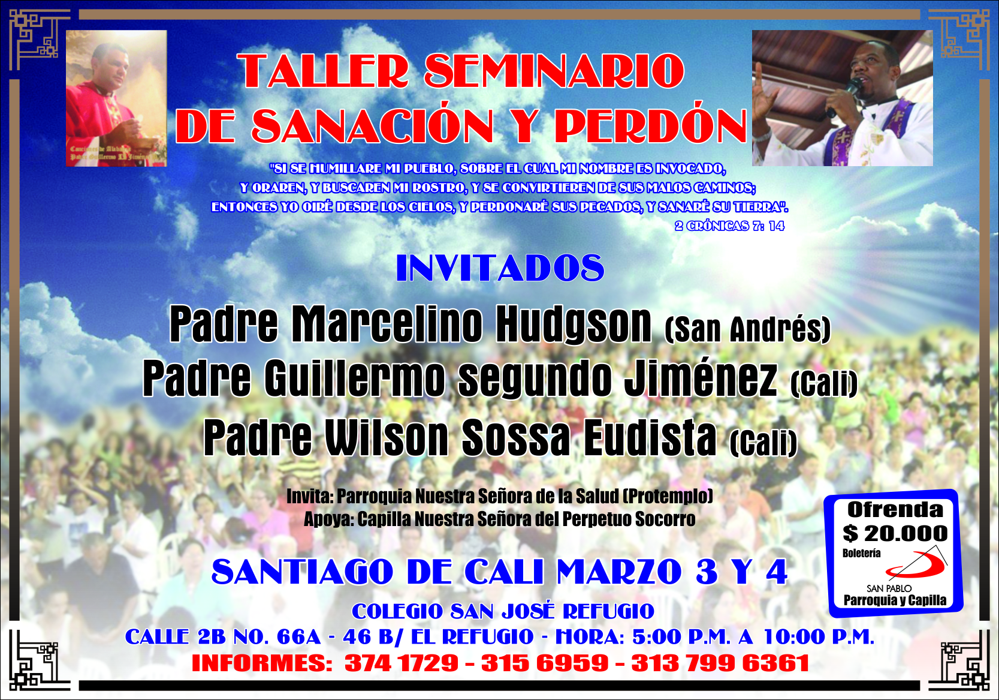 TALLER SEMINARIO
DE SANACIÓN Y PERDÓN
Canciones de Alabanza
Padre Guillermo
Jiménez
"SI SE HUMILLARE MI PUEBLO, SOBRE EL CUAL MI NOMBRE ES INVOCADO,
Y ORAREN, Y BUSCAREN MI ROSTRO, Y SE CONVIRTIEREN DE SUS MALOS CAMINOS;
ENTONCES YO OIRÉ DESDE LOS CIELOS, Y PERDONARÉ SUS PECADOS, Y SANARÉ SU TIERRA".
2 CRÓNICAS 7: 14
INVITADOS
Padre Marcelino Hudgson (San Andrés)
Padre Guillermo segundo Jiménez (Cali)
Padre Wilson Sossa Eudista (Cali)
Invita: Parroquia Nuestra Señora de la Salud (Protemplo)
Apoya: Capilla Nuestra Señora del Perpetuo Socorro
Ofrenda
$ 20.000
Boletería
SAN PABLO
Parroquia y Capilla
SANTIAGO DE CALI MARZO 3 Y 4
COLEGIO SAN JOSÉ REFUGIO
CALLE 2B NO. 66A - 46 B/ EL REFUGIO - HORA: 5:00 P.M. A 10:00 P.M.
INFORMES: 374 1729 - 315 6959 - 313 799 6361